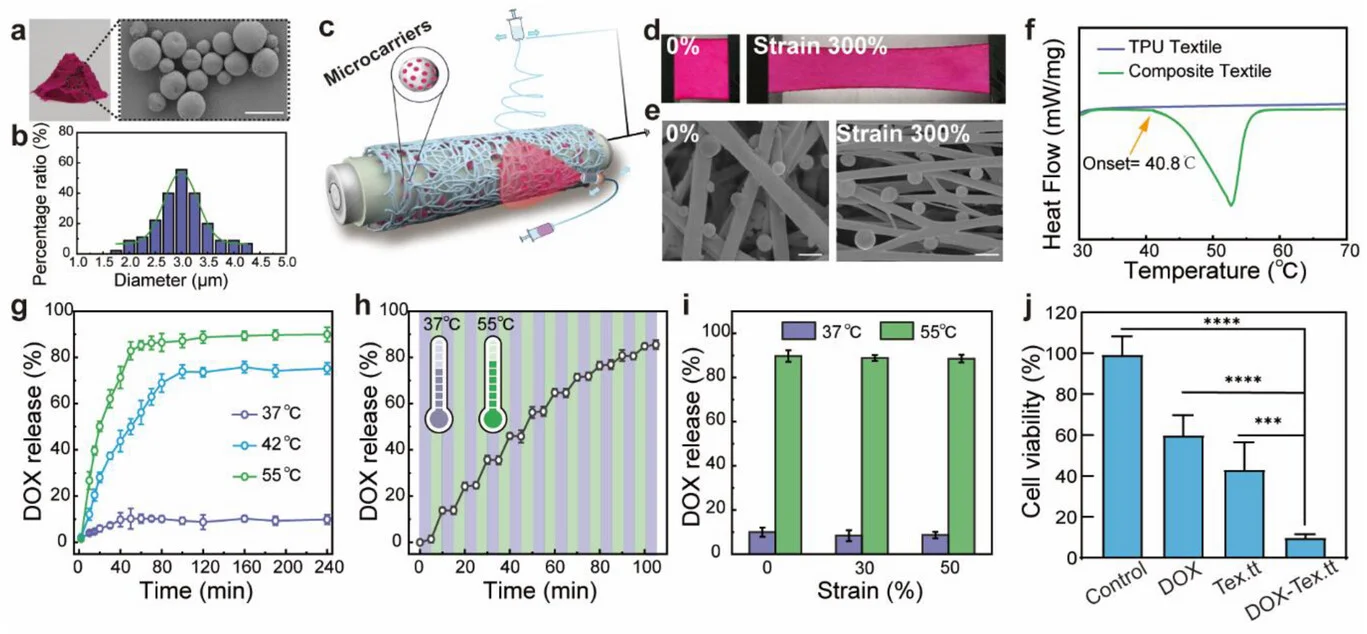 a
b
Percentage ratio (%)
80
60
40
20
0
1.0 1.5 2.0 2.5 3.0 3.5 4.0 4.5 5.0
Diameter (μm)
c
Microcarriers
d
0%
Strain 300%
e
0%
Strain 300%
f
Heat Flow (mW/mg)
TPU Textile
Composite Textile
Onset= 40.8℃
30 40 50 60 70
Temperature (℃)
g
DOX release (%)
100
80
60
40
20
0
37℃
42℃
55℃
0 40 80 120 160 200 240
Time (min)
h
DOX release (%)
100
80
60
40
20
0
37℃ 55℃
0 20 40 60 80 100
Time (min)
i
DOX release (%)
100
80
60
40
20
0
37℃ 55℃
0 30 50
Strain (%)
j
Cell viability (%)
120
100
80
60
40
20
0
****
****
***
Control DOX Tex.tt DOX-Tex.tt